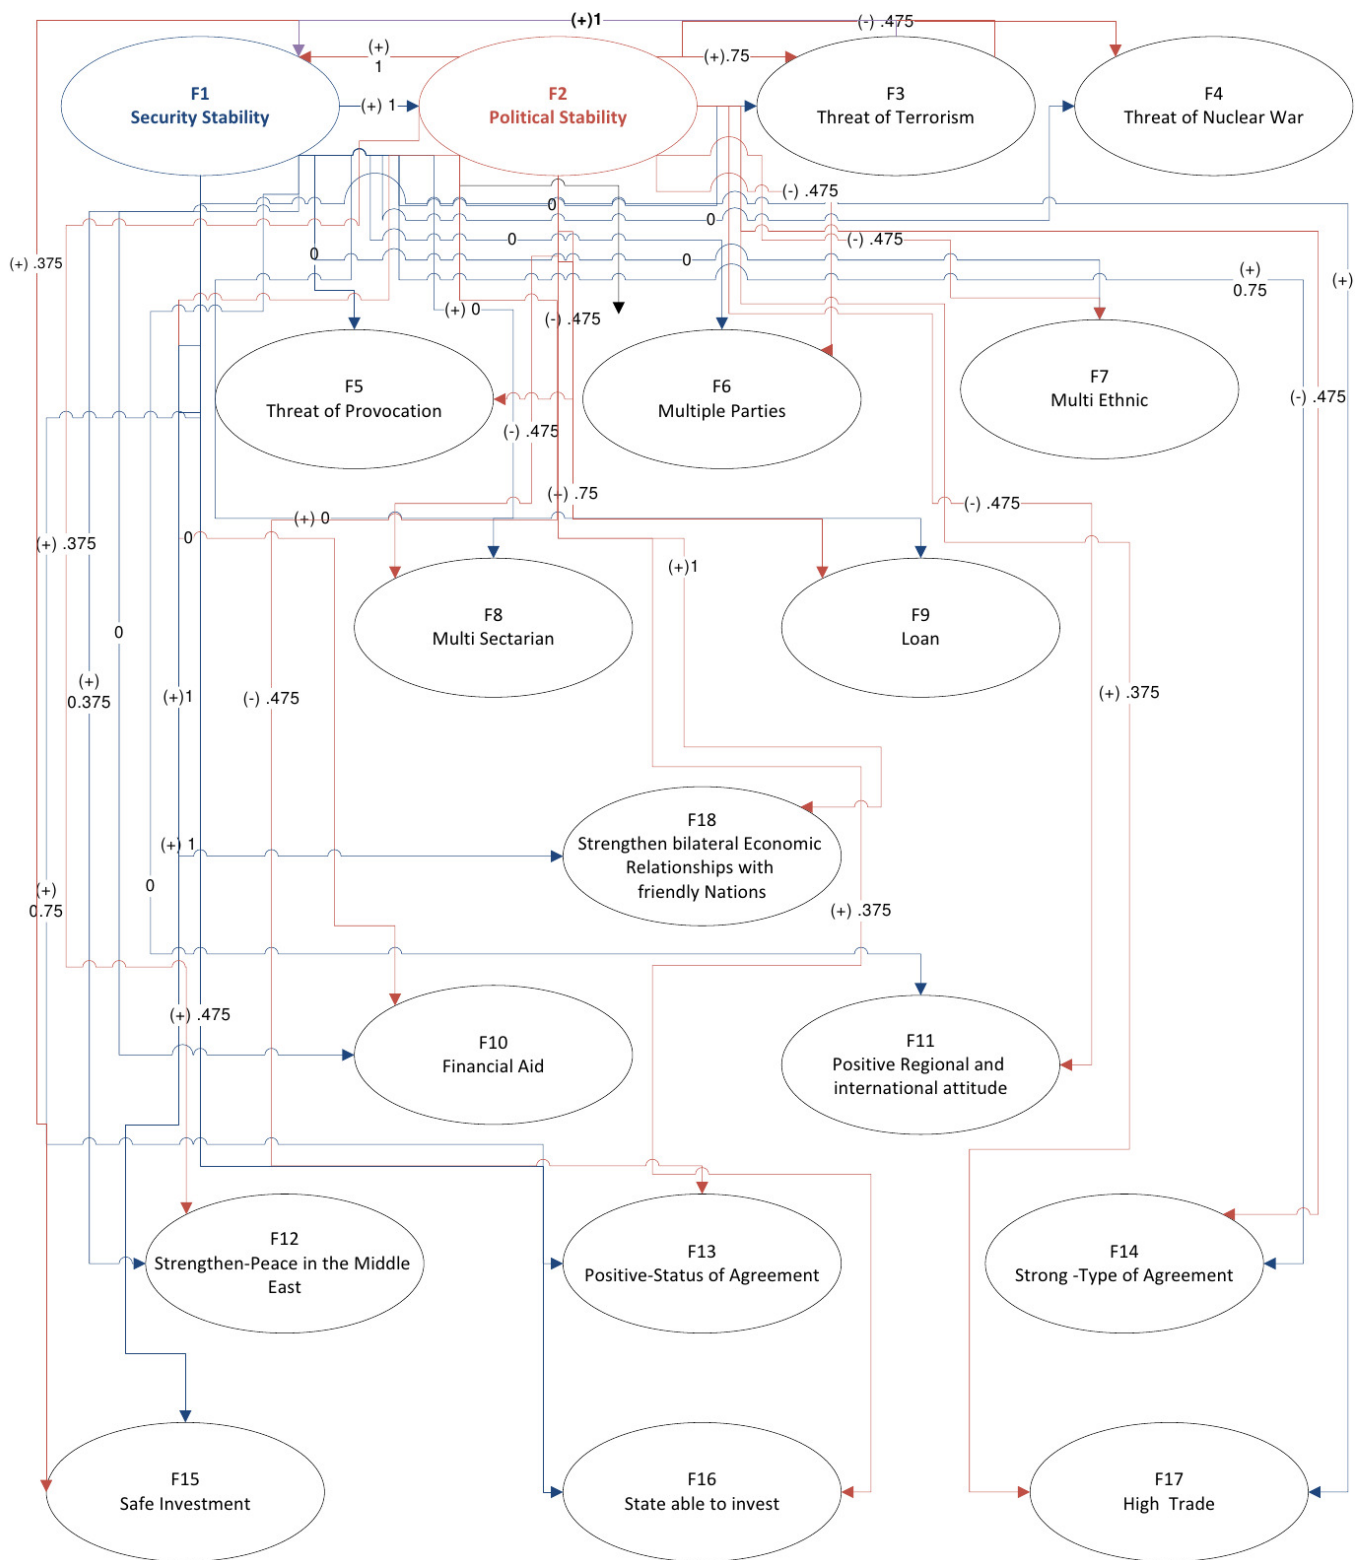 (+)1
(-) .475
(+)
1
(+).75
F1
Security Stability
(+) 1
F2
Political Stability
F3
Threat of Terrorism
F4
Threat of Nuclear War
(-) .475
0
0
0
(-) .475
0
0
(+) .375
(+)
0.75
(+)
(+) 0
(-) .475
F5
Threat of Provocation
F6
Multiple Parties
F7
Multi Ethnic
(-) .475
(-) .475
(+) .75
(-) .475
(+) 0
0
(+) .375
(+)1
F8
Multi Sectarian
F9
Loan
0
(+)
0.375
(+)1
(-) .475
(+) .375
F18
Strengthen bilateral Economic
Relationships with
friendly Nations
(+) 1
0
(+)
0.75
(+) .375
(+) .475
F10
Financial Aid
F11
Positive Regional and
international attitude
F12
Strengthen-Peace in the Middle
East
F13
Positive-Status of Agreement
F14
Strong -Type of Agreement
F15
Safe Investment
F16
State able to invest
F17
High Trade